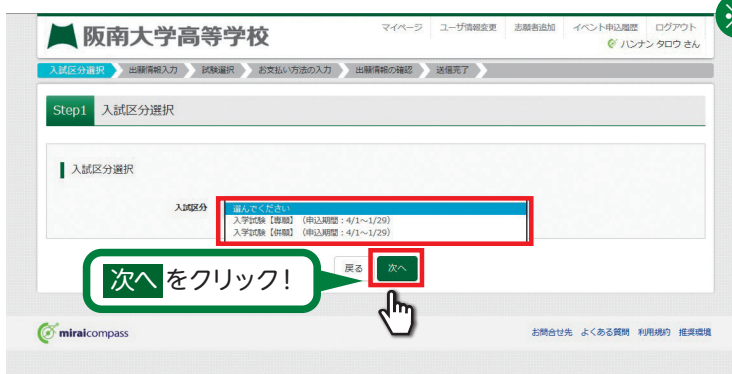 阪南大学高等学校
マイページ ユーザ情報変更 志願者追加 イベント申込履歴 ログアウト
ハンナン タロウ さん
入試区分選択 出願情報入力 試験選択 お支払い方法の入力 出願情報の確認 送信完了
Step1 入試区分選択
入試区分選択
入試区分 選んでください
入学試験【専願】（申込期間：4/1～1/29）
入学試験【併願】（申込期間：4/1～1/29）
戻る 次へ
次へ をクリック！
miraicompass
お問合せ先 よくある質問 利用規約 推奨環境